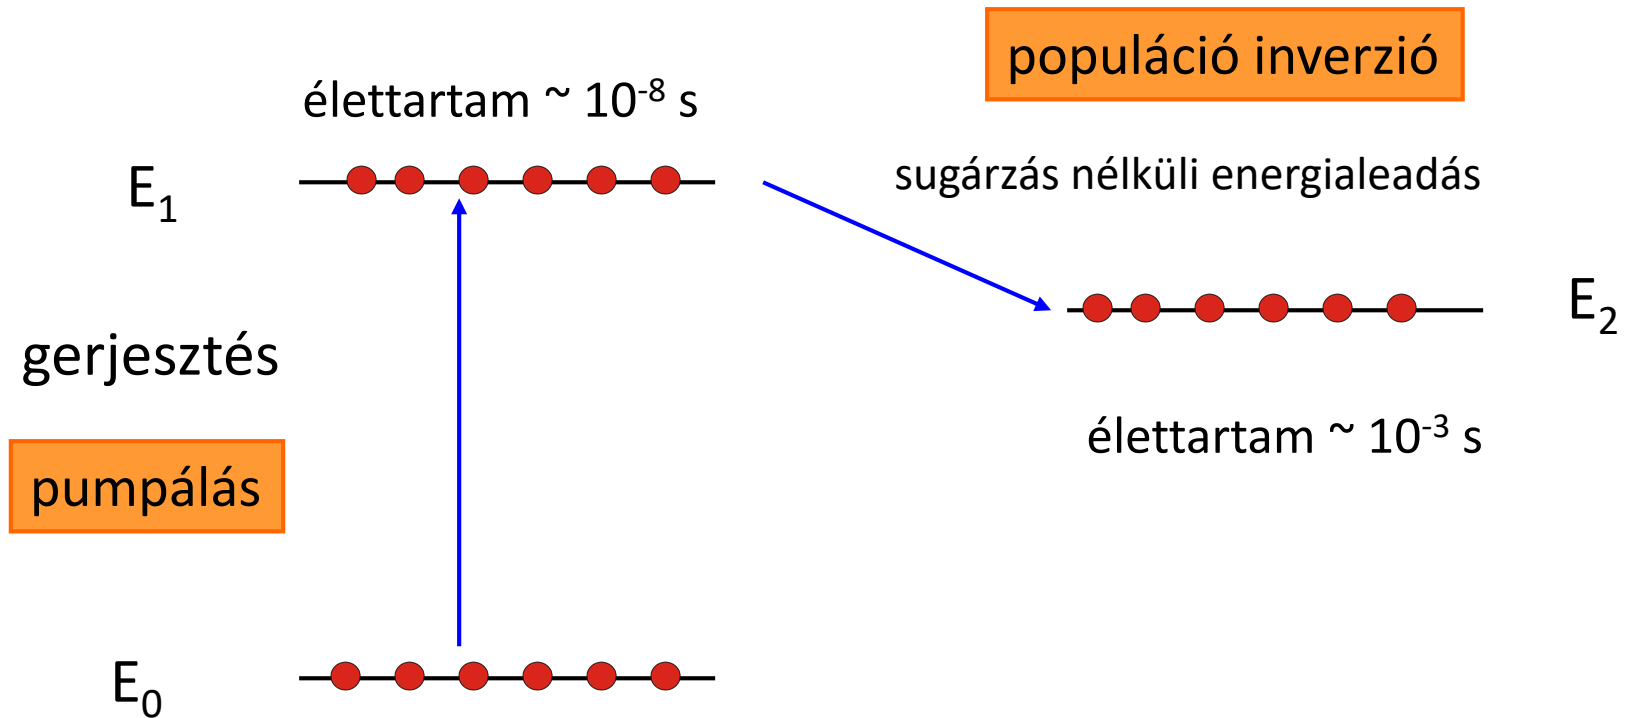 populáció inverzió
élettartam ~ 10⁻⁸ s
sugárzás nélküli energialeadás
E₁
E₂
gerjesztés
élettartam ~ 10⁻³ s
pumpálás
E₀